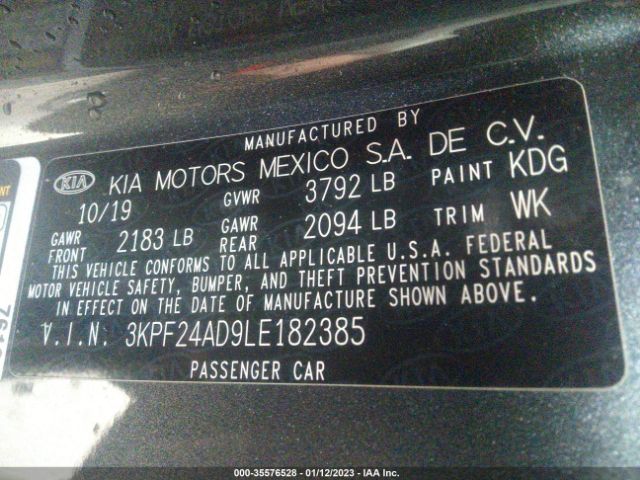 MANUFACTURED BY
KIA KIA MOTORS MEXICO S.A. DE C.V.
10/19 GVWR 3792 LB PAINT KDG
GAWR FRONT 2183 LB GAWR REAR 2094 LB TRIM WK
THIS VEHICLE CONFORMS TO ALL APPLICABLE U.S.A. FEDERAL
MOTOR VEHICLE SAFETY, BUMPER, AND THEFT PREVENTION STANDARDS
IN EFFECT ON THE DATE OF MANUFACTURE SHOWN ABOVE.
V.I.N. 3KPF24AD9LE182385
PASSENGER CAR
000-35576528 - 01/12/2023 - IAA Inc.